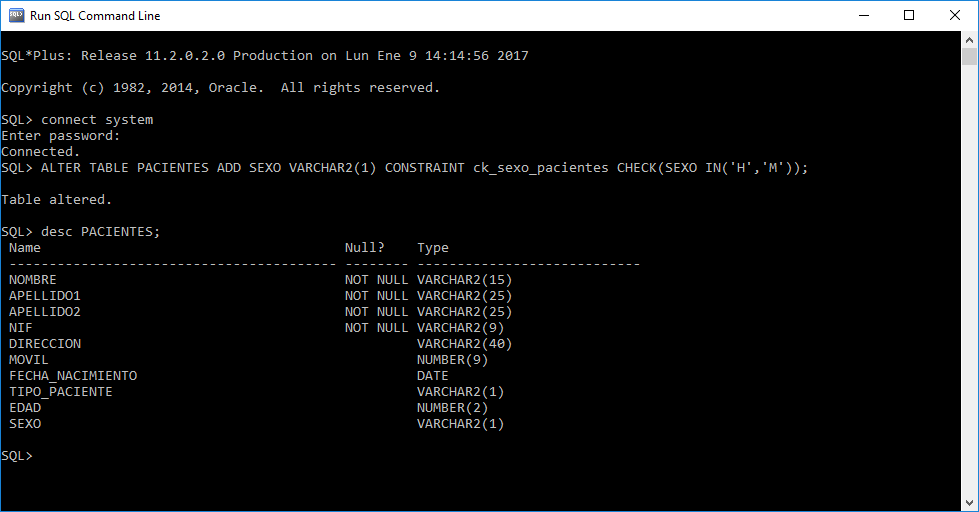 Run SQL Command Line
SQL*Plus: Release 11.2.0.2.0 Production on Lun Ene 9 14:14:56 2017
Copyright (c) 1982, 2014, Oracle.  All rights reserved.
SQL> connect system
Enter password:
Connected.
SQL> ALTER TABLE PACIENTES ADD SEXO VARCHAR2(1) CONSTRAINT ck_sexo_pacientes CHECK(SEXO IN('H','M'));
Table altered.
SQL> desc PACIENTES;
 Name                                      Null?    Type
 ----------------------------------------- -------- ----------------------------
 NOMBRE                                    NOT NULL VARCHAR2(15)
 APELLIDO1                                 NOT NULL VARCHAR2(25)
 APELLIDO2                                 NOT NULL VARCHAR2(25)
 NIF                                       NOT NULL VARCHAR2(9)
 DIRECCION                                          VARCHAR2(40)
 MOVIL                                              NUMBER(9)
 FECHA_NACIMIENTO                                   DATE
 TIPO_PACIENTE                                      VARCHAR2(1)
 EDAD                                               NUMBER(2)
 SEXO                                               VARCHAR2(1)
SQL>